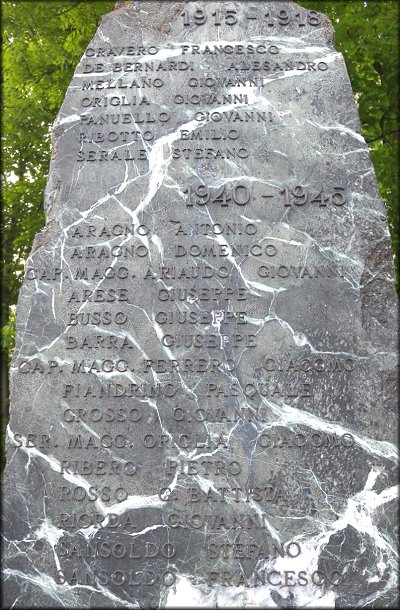 1915 - 1918
CRAVERO FRANCESCO
DE BERNARDI ALESANDRO
MELLANO GIOVANNI
ORIGLIA GIOVANNI
PANUELLO GIOVANNI
RIBOTTO EMILIO
SERALE STEFANO
1940 - 1945
ARAGNO ANTONIO
ARAGNO DOMENICO
CAP. MAGG. ARIAUDO GIOVANNI
ARESE GIUSEPPE
BUSSO GIUSEPPE
BARRA GIUSEPPE
CAP. MAGG. FERRERO GIACOMO
FIANDRINO PASQUALE
GROSSO GIOVANNI
SER. MAGG. ORIGLIA GIACOMO
RIBERO PIETRO
ROSSO G. BATTISTA
RIORDA GIOVANNI
SANSOLDO STEFANO
SANSOLDO FRANCESCO